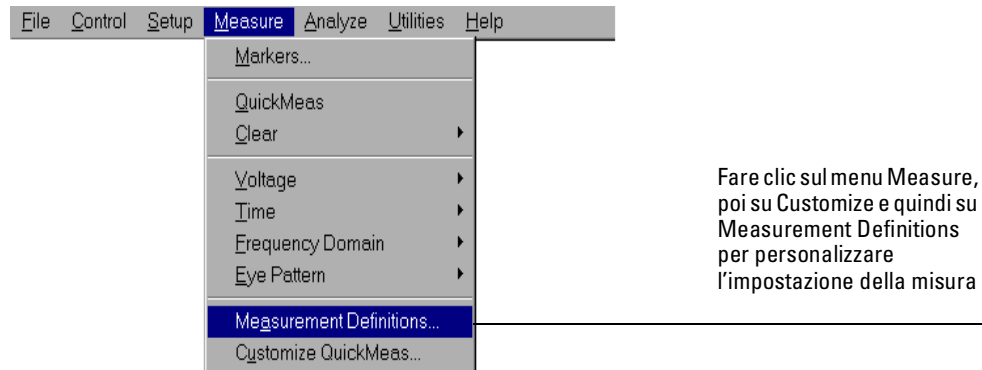 File Control Setup Measure Analyze Utilities Help
Markers...
QuickMeas
Clear
Voltage
Time
Frequency Domain
Eye Pattern
Measurement Definitions...
Customize QuickMeas...
Fare clic sul menu Measure,
poi su Customize e quindi su
Measurement Definitions
per personalizzare
l'impostazione della misura